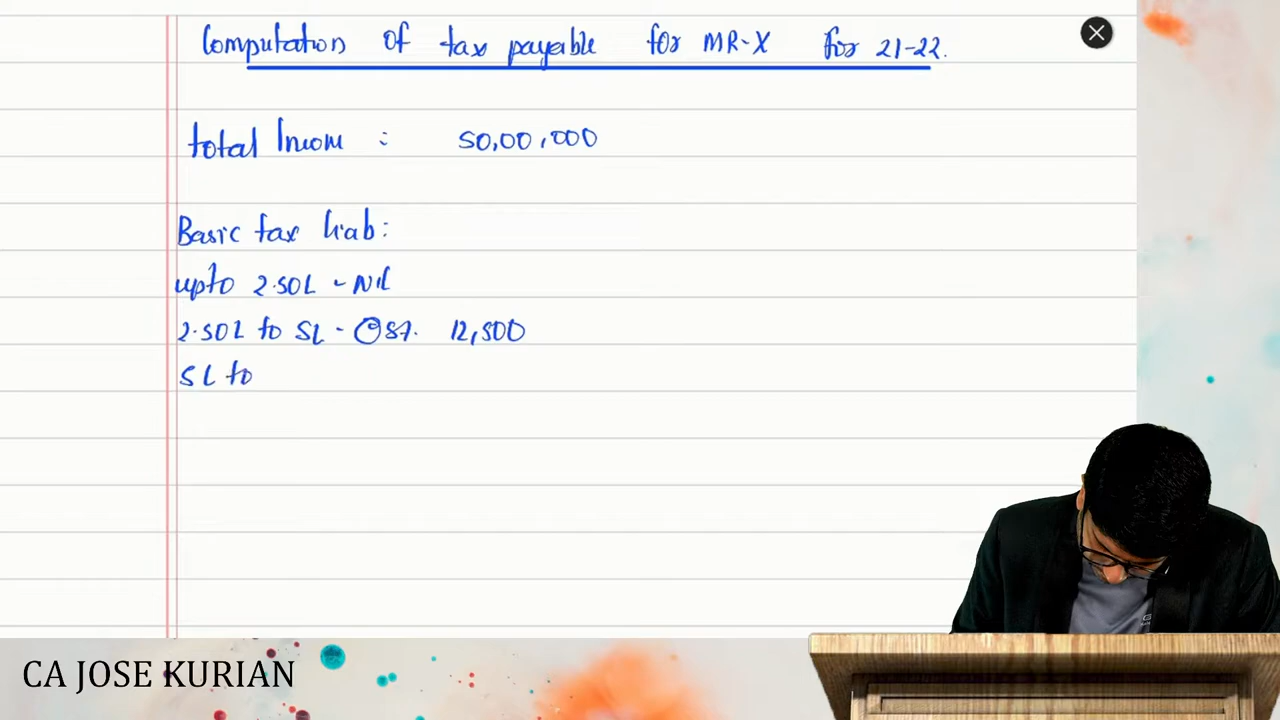 Computation of tax payable for MR-X for 21-22.
total Income : 50,00,000
Basic tax liab:
upto 2.50L - Nil
2.50L to 5L - @5%. 12,500
5L to
CA JOSE KURIAN